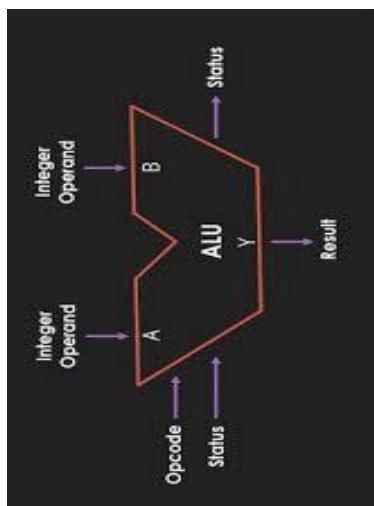 Integer
Operand
Integer
Operand
A
B
ALU
Y
Opcode
Status
Status
Result